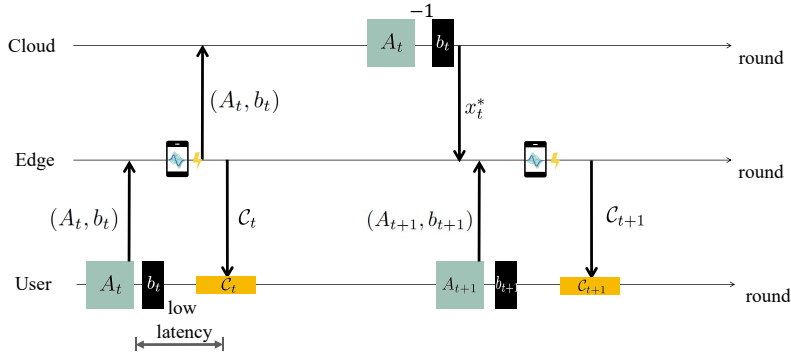 −1
Cloud
A_t
b_t
round
(A_t, b_t)
x_t^*
Edge
round
(A_t, b_t)
𝒞_t
(A_{t+1}, b_{t+1})
𝒞_{t+1}
User
A_t
b_t
𝒞_t
A_{t+1}
b_{t+1}
𝒞_{t+1}
round
low
latency